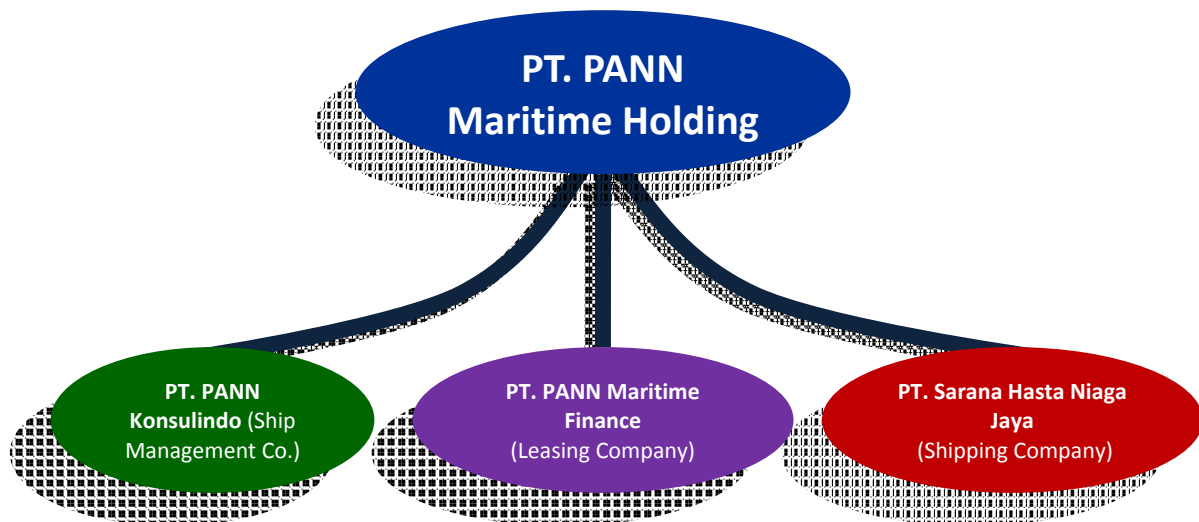 PT. PANN
Maritime Holding
PT. PANN
Konsulindo (Ship
Management Co.)
PT. PANN Maritime
Finance
(Leasing Company)
PT. Sarana Hasta Niaga
Jaya
(Shipping Company)